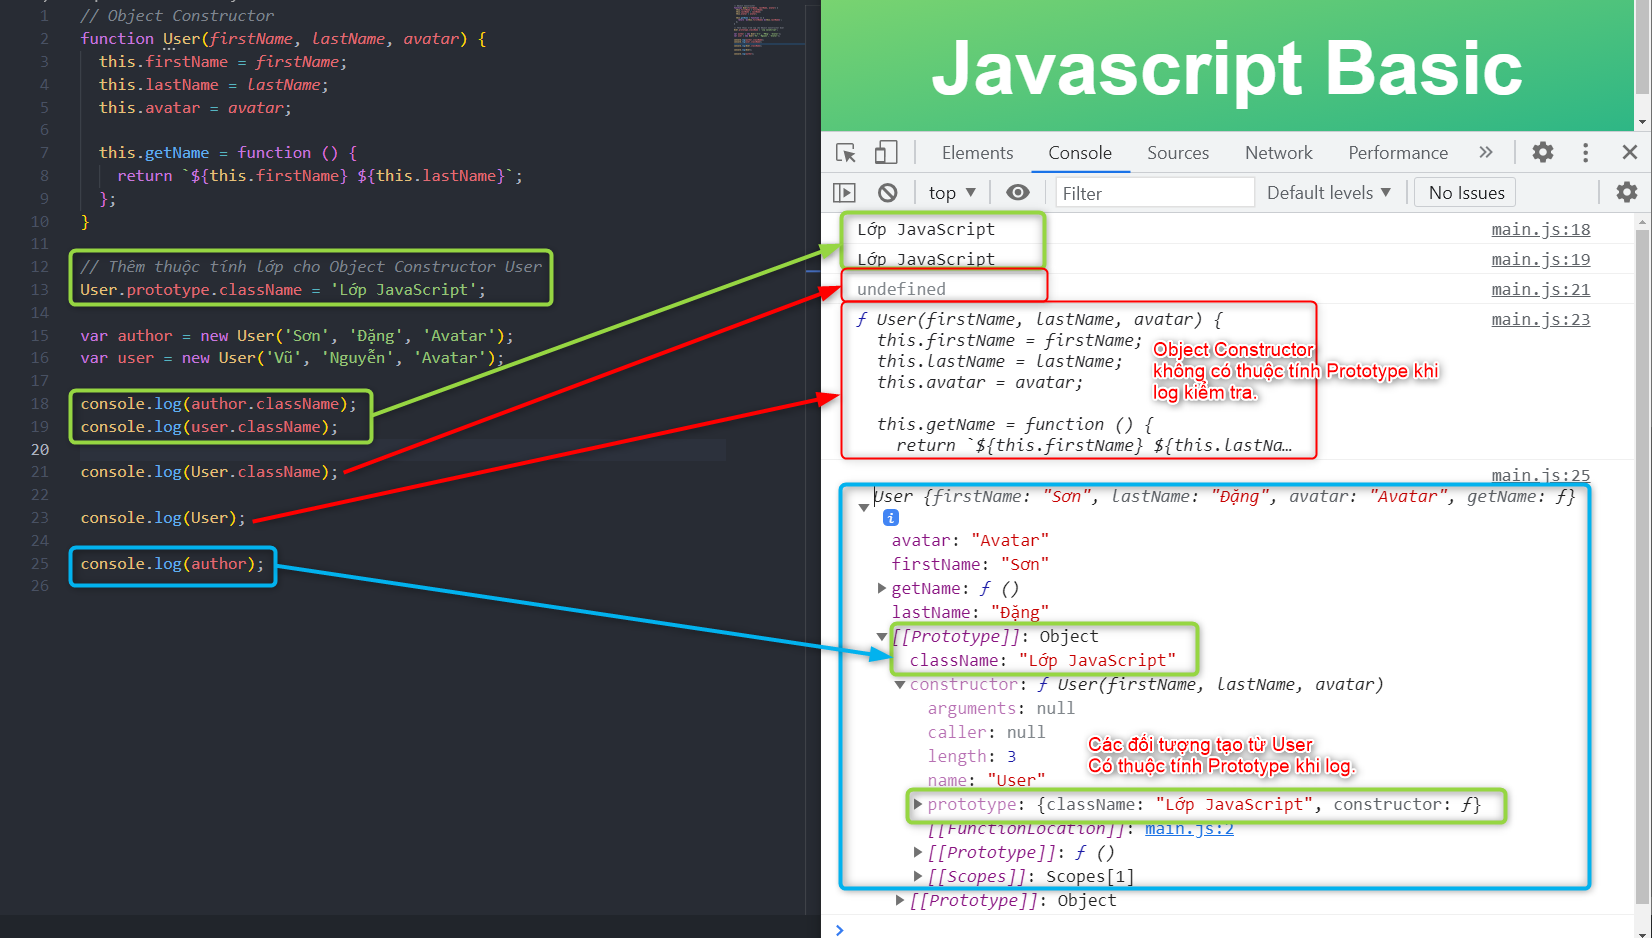 1 // Object Constructor
2 function User(firstName, lastName, avatar) {
3 this.firstName = firstName;
4 this.lastName = lastName;
5 this.avatar = avatar;
6
7 this.getName = function () {
8 return `${this.firstName} ${this.lastName}`;
9 };
10 }
11
12 // Thêm thuộc tính lớp cho Object Constructor User
13 User.prototype.className = 'Lớp JavaScript';
14
15 var author = new User('Sơn', 'Đặng', 'Avatar');
16 var user = new User('Vũ', 'Nguyễn', 'Avatar');
17
18 console.log(author.className);
19 console.log(user.className);
20
21 console.log(User.className);
22
23 console.log(User);
24
25 console.log(author);
26
Javascript Basic
Elements Console Sources Network Performance »
top ▼ Filter Default levels ▼ No Issues
Lớp JavaScript main.js:18
Lớp JavaScript main.js:19
undefined main.js:21
ƒ User(firstName, lastName, avatar) { main.js:23
this.firstName = firstName;
this.lastName = lastName;
this.avatar = avatar;
this.getName = function () {
return `${this.firstName} ${this.lastNa…
Object Constructor
không có thuộc tính Prototype khi
log kiểm tra.
main.js:25
User {firstName: "Sơn", lastName: "Đặng", avatar: "Avatar", getName: ƒ}
i
avatar: "Avatar"
firstName: "Sơn"
getName: ƒ ()
lastName: "Đặng"
[[Prototype]]: Object
className: "Lớp JavaScript"
constructor: ƒ User(firstName, lastName, avatar)
arguments: null
caller: null
length: 3
name: "User"
Các đối tượng tạo từ User
Có thuộc tính Prototype khi log.
prototype: {className: "Lớp JavaScript", constructor: ƒ}
[[FunctionLocation]]: main.js:2
[[Prototype]]: ƒ ()
[[Scopes]]: Scopes[1]
[[Prototype]]: Object